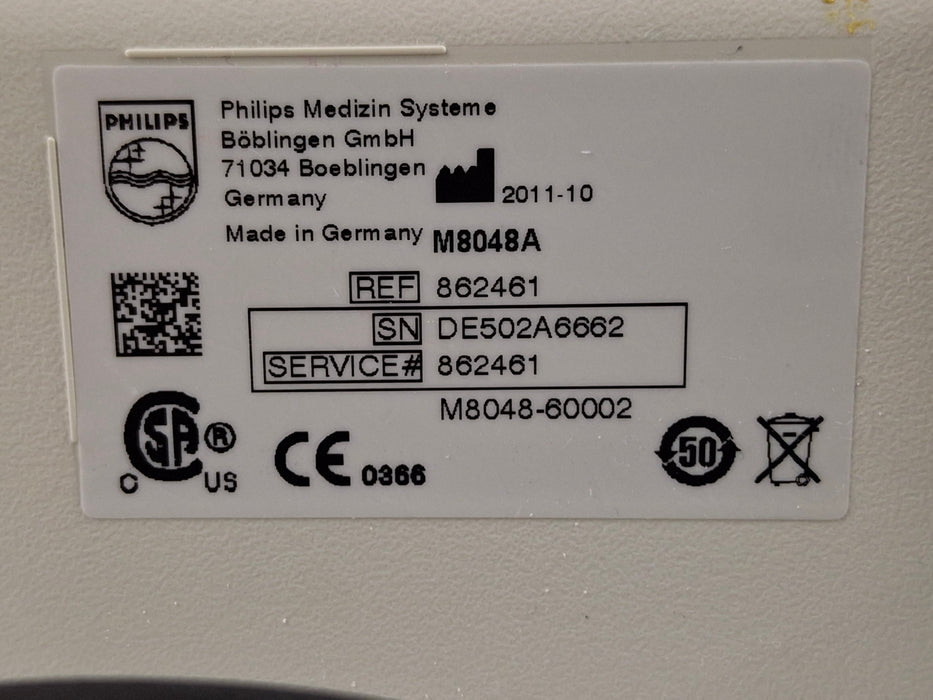 PHILIPS
Philips Medizin Systeme
Böblingen GmbH
71034 Boeblingen
Germany
2011-10
Made in Germany M8048A
REF 862461
SN DE502A6662
SERVICE# 862461
M8048-60002
SA ®
C US
CE 0366
50